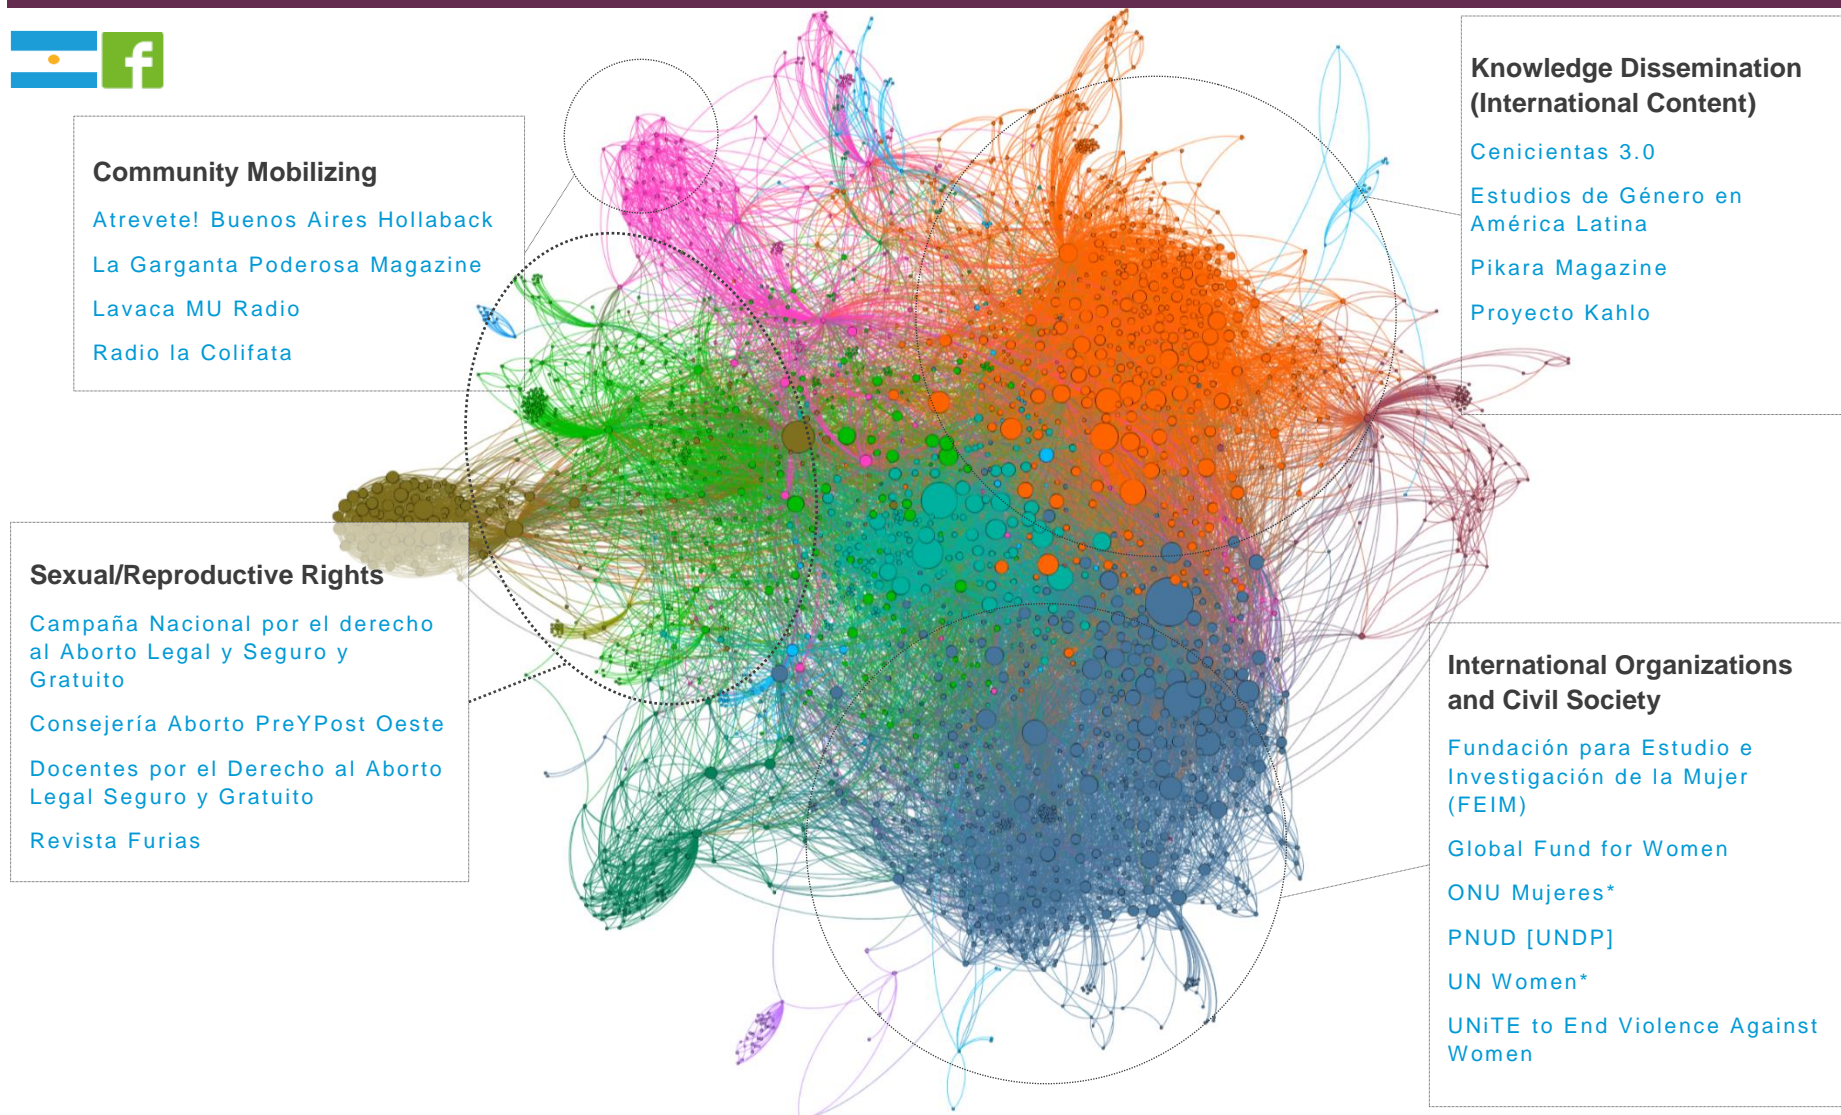 f
Community Mobilizing
Atrevete! Buenos Aires Hollaback
La Garganta Poderosa Magazine
Lavaca MU Radio
Radio la Colifata
Sexual/Reproductive Rights
Campaña Nacional por el derecho
al Aborto Legal y Seguro y
Gratuito
Consejería Aborto PreYPost Oeste
Docentes por el Derecho al Aborto
Legal Seguro y Gratuito
Revista Furias
Knowledge Dissemination
(International Content)
Cenicientas 3.0
Estudios de Género en
América Latina
Pikara Magazine
Proyecto Kahlo
International Organizations
and Civil Society
Fundación para Estudio e
Investigación de la Mujer
(FEIM)
Global Fund for Women
ONU Mujeres*
PNUD [UNDP]
UN Women*
UNiTE to End Violence Against
Women